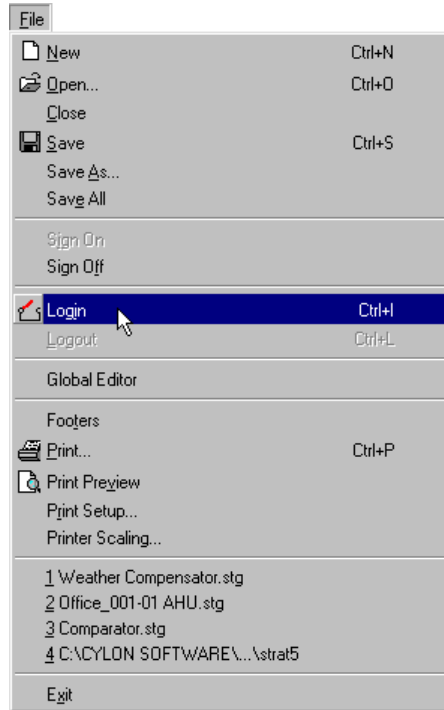 File
New Ctrl+N
Open... Ctrl+O
Close
Save Ctrl+S
Save As...
Save All
Sign On
Sign Off
Login Ctrl+I
Logout Ctrl+L
Global Editor
Footers
Print... Ctrl+P
Print Preview
Print Setup...
Printer Scaling...
1 Weather Compensator.stg
2 Office_001-01 AHU.stg
3 Comparator.stg
4 C:\CYLON SOFTWARE\...\strat5
Exit